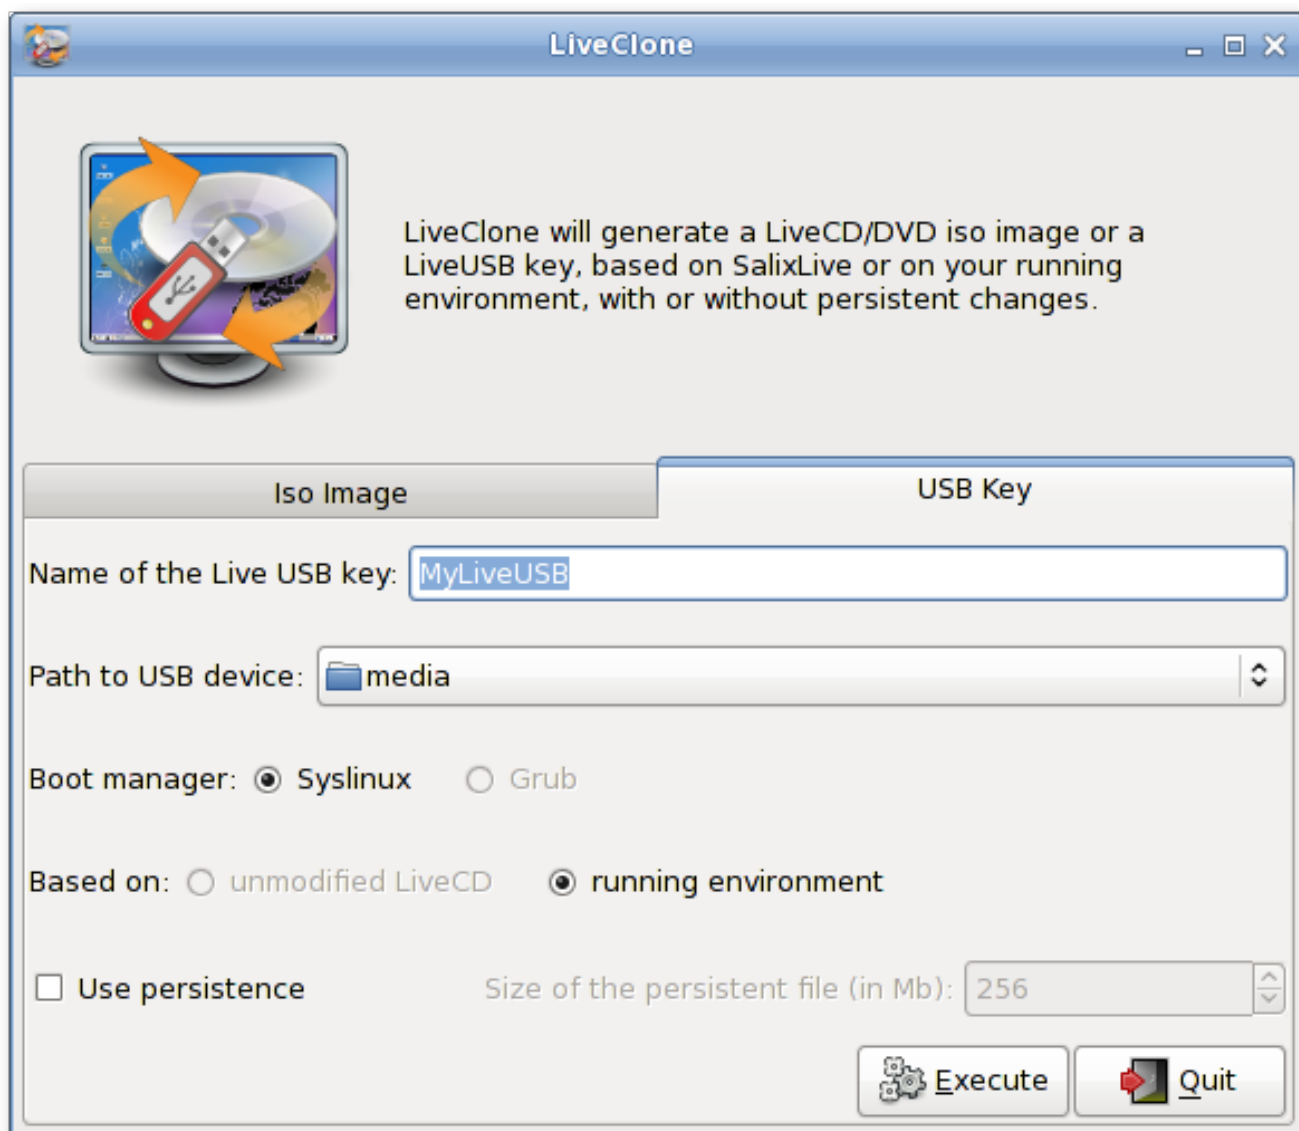 LiveClone
LiveClone will generate a LiveCD/DVD iso image or a
LiveUSB key, based on SalixLive or on your running
environment, with or without persistent changes.
Iso Image
USB Key
Name of the Live USB key: MyLiveUSB
Path to USB device: media
Boot manager: Syslinux Grub
Based on: unmodified LiveCD running environment
Use persistence Size of the persistent file (in Mb): 256
Execute Quit